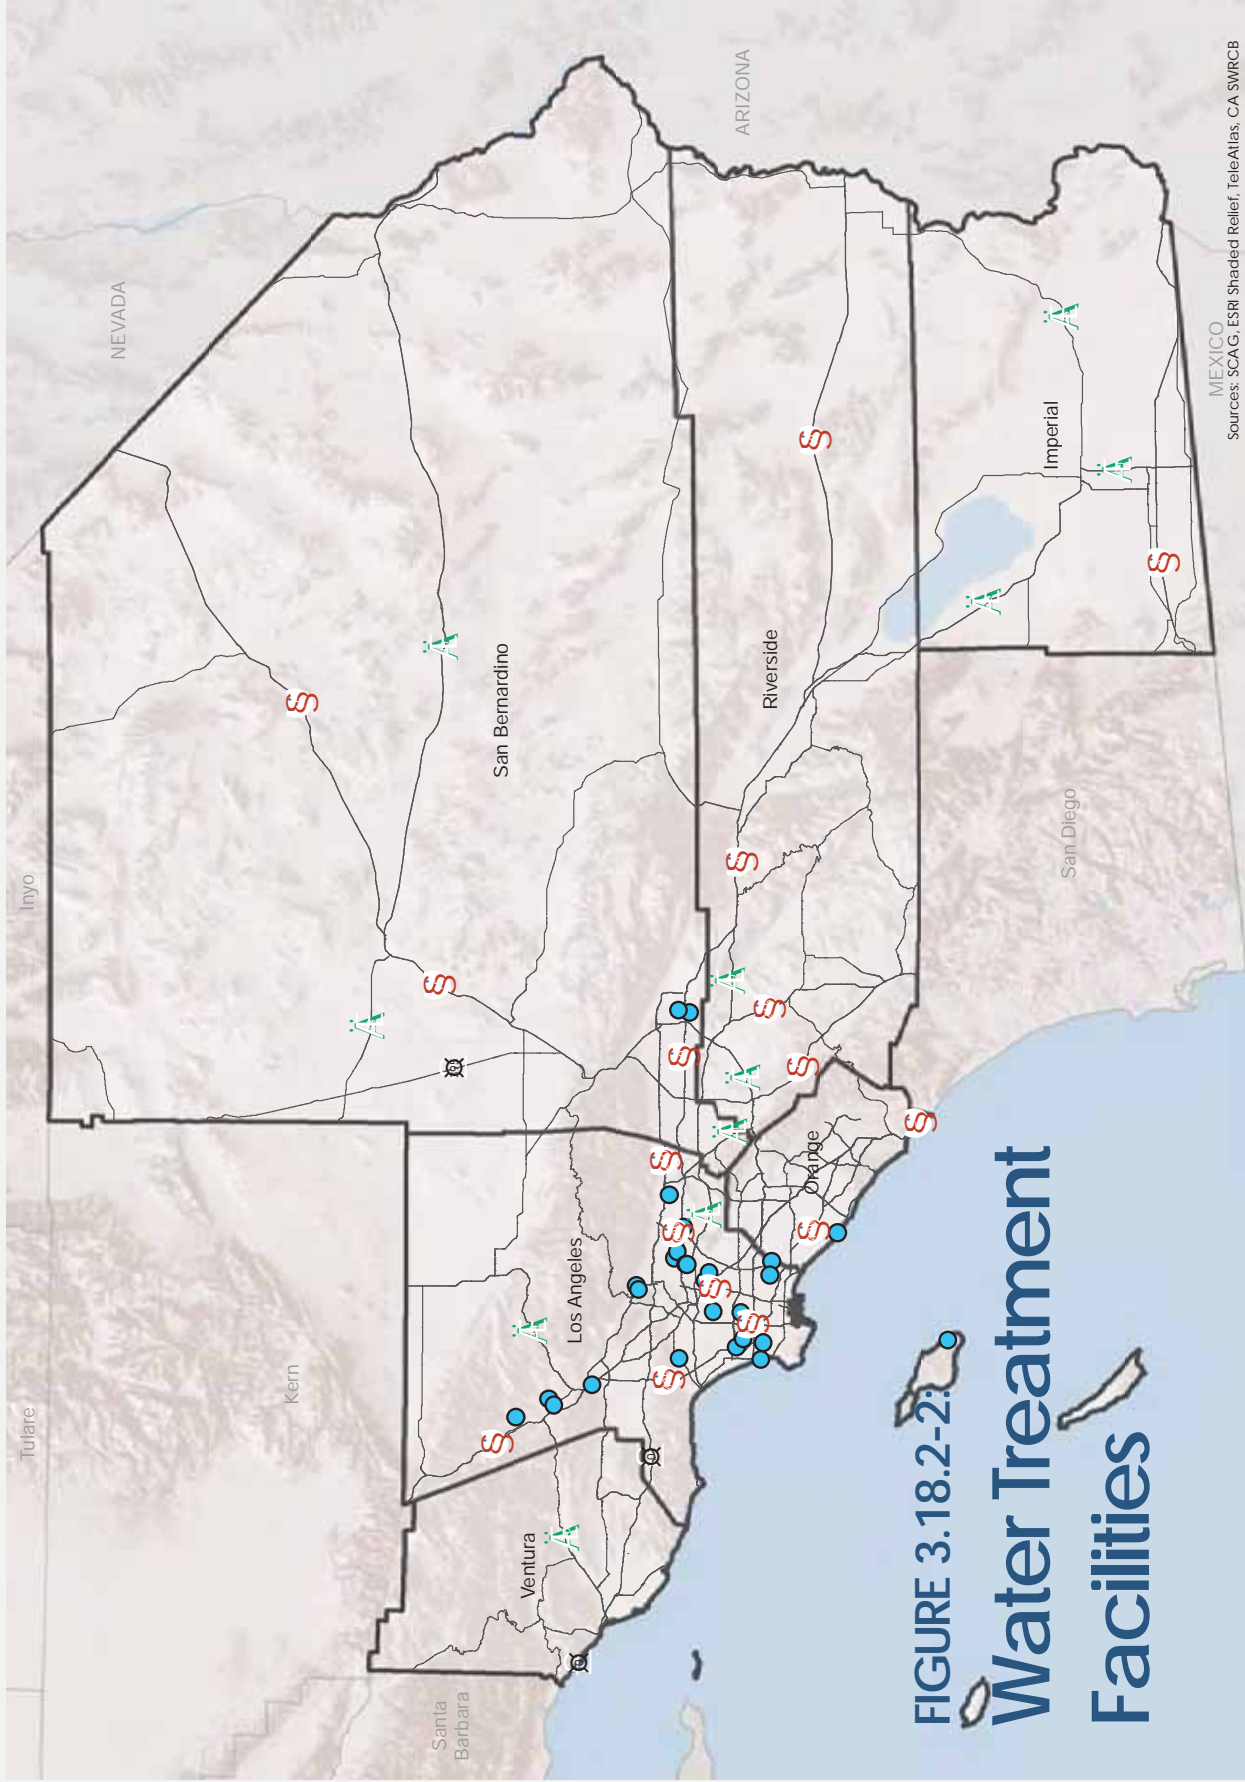 Tulare
Inyo
Kern
NEVADA
Santa
Barbara
Ventura
Los Angeles
San Bernardino
ARIZONA
Orange
Riverside
San Diego
Imperial
MEXICO
FIGURE 3.18.2-2:
Water Treatment
Facilities
Sources: SCAG, ESRI Shaded Relief, TeleAtlas, CA SWRCB